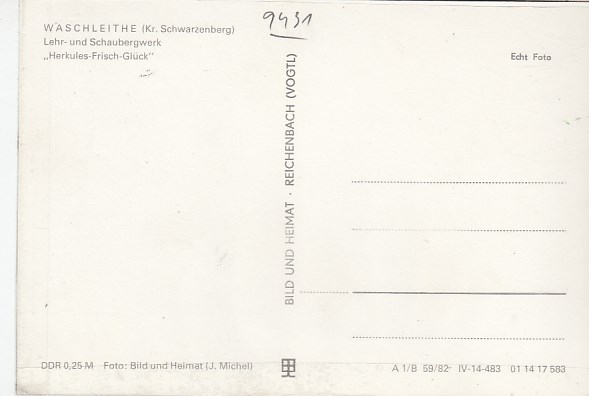 WASCHLEITHE (Kr. Schwarzenberg)
Lehr- und Schaubergwerk
„Herkules-Frisch-Glück"
9431
Echt Foto
BILD UND HEIMAT · REICHENBACH (VOGTL)
DDR 0,25 M Foto: Bild und Heimat (J. Michel)
A 1/B 59/82 IV-14-483 01 14 17 583